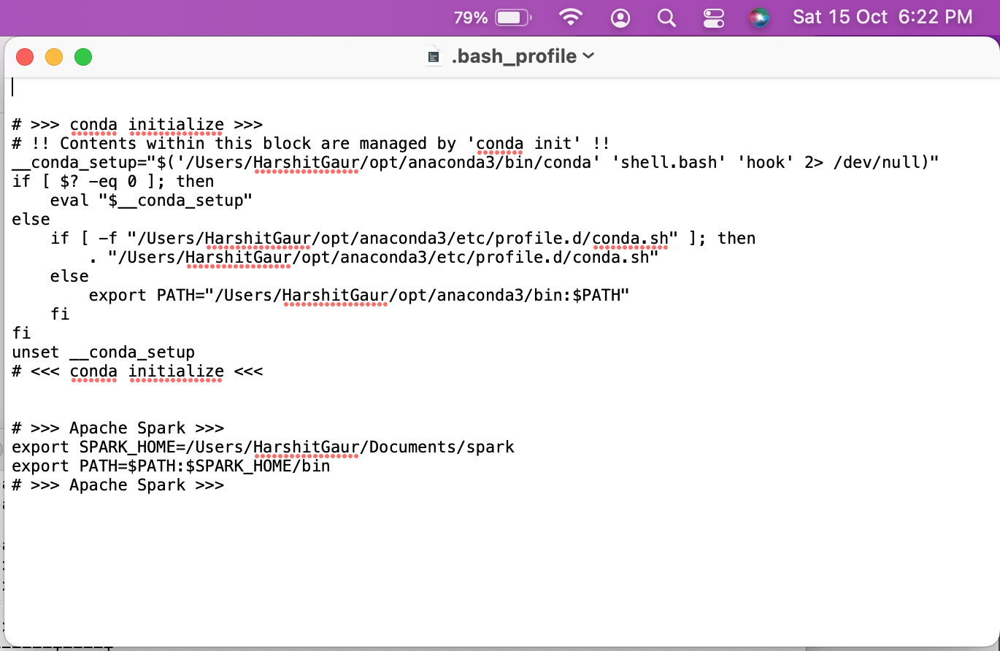 79% Sat 15 Oct 6:22 PM
.bash_profile
# >>> conda initialize >>>
# !! Contents within this block are managed by 'conda init' !!
__conda_setup="$('/Users/HarshitGaur/opt/anaconda3/bin/conda' 'shell.bash' 'hook' 2> /dev/null)"
if [ $? -eq 0 ]; then
    eval "$__conda_setup"
else
    if [ -f "/Users/HarshitGaur/opt/anaconda3/etc/profile.d/conda.sh" ]; then
        . "/Users/HarshitGaur/opt/anaconda3/etc/profile.d/conda.sh"
    else
        export PATH="/Users/HarshitGaur/opt/anaconda3/bin:$PATH"
    fi
fi
unset __conda_setup
# <<< conda initialize <<<
# >>> Apache Spark >>>
export SPARK_HOME=/Users/HarshitGaur/Documents/spark
export PATH=$PATH:$SPARK_HOME/bin
# >>> Apache Spark >>>